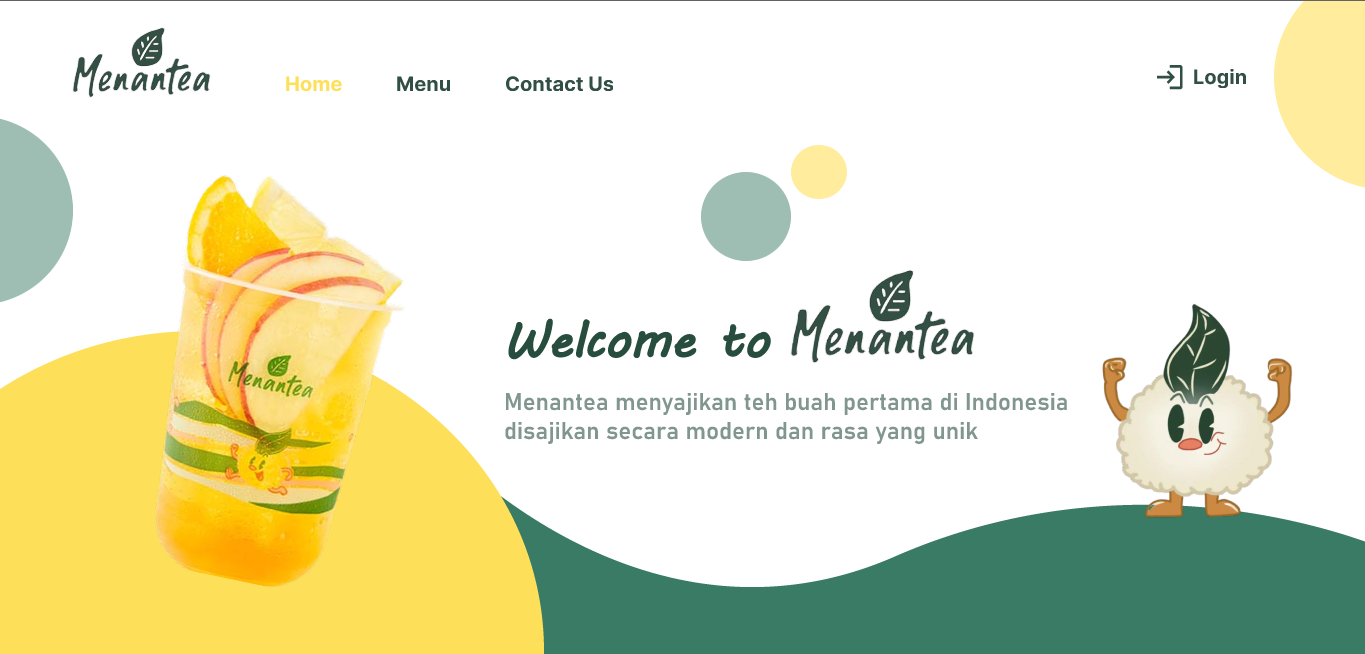 Menantea
Home
Menu
Contact Us
Login
Welcome to Menantea
Menantea menyajikan teh buah pertama di Indonesia
disajikan secara modern dan rasa yang unik
Menantea